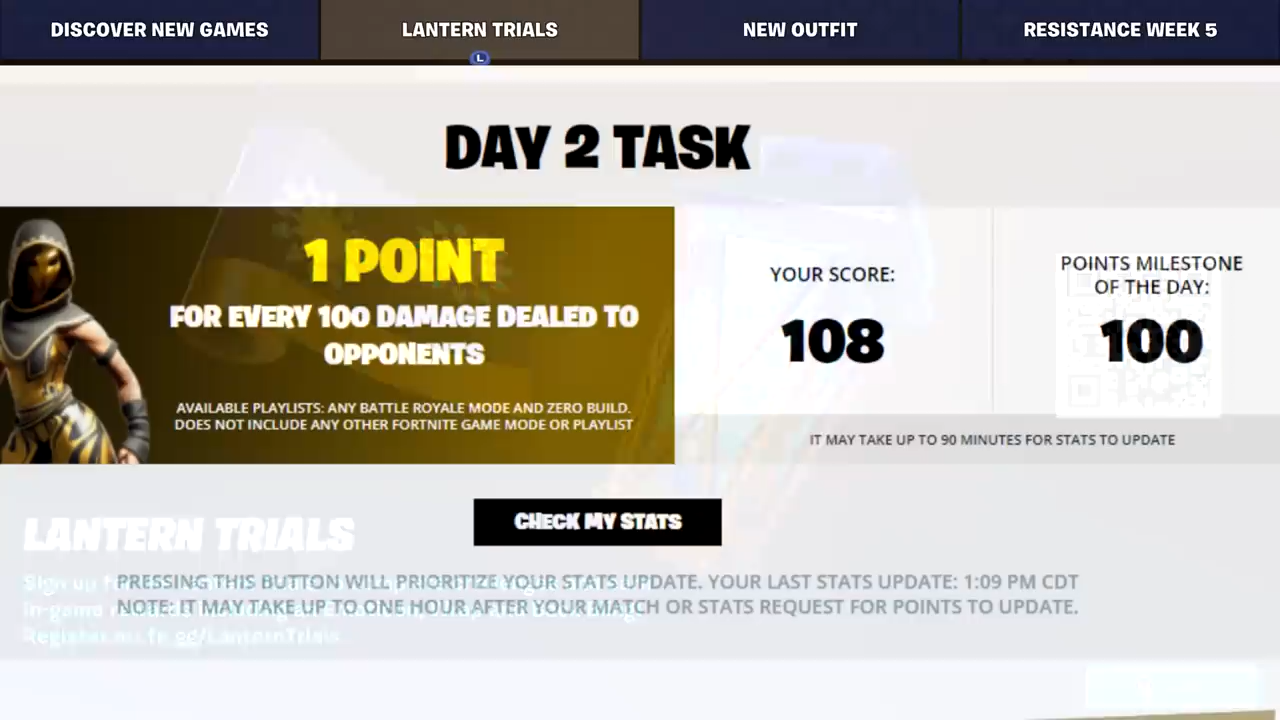 DISCOVER NEW GAMES
LANTERN TRIALS
NEW OUTFIT
RESISTANCE WEEK 5
L
DAY 2 TASK
1 POINT
FOR EVERY 100 DAMAGE DEALED TO
OPPONENTS
AVAILABLE PLAYLISTS: ANY BATTLE ROYALE MODE AND ZERO BUILD.
DOES NOT INCLUDE ANY OTHER FORTNITE GAME MODE OR PLAYLIST
YOUR SCORE:
108
POINTS MILESTONE
OF THE DAY:
100
IT MAY TAKE UP TO 90 MINUTES FOR STATS TO UPDATE
CHECK MY STATS
PRESSING THIS BUTTON WILL PRIORITIZE YOUR STATS UPDATE. YOUR LAST STATS UPDATE: 1:09 PM CDT
NOTE: IT MAY TAKE UP TO ONE HOUR AFTER YOUR MATCH OR STATS REQUEST FOR POINTS TO UPDATE.
LANTERN TRIALS
Sign up
in-game
Register